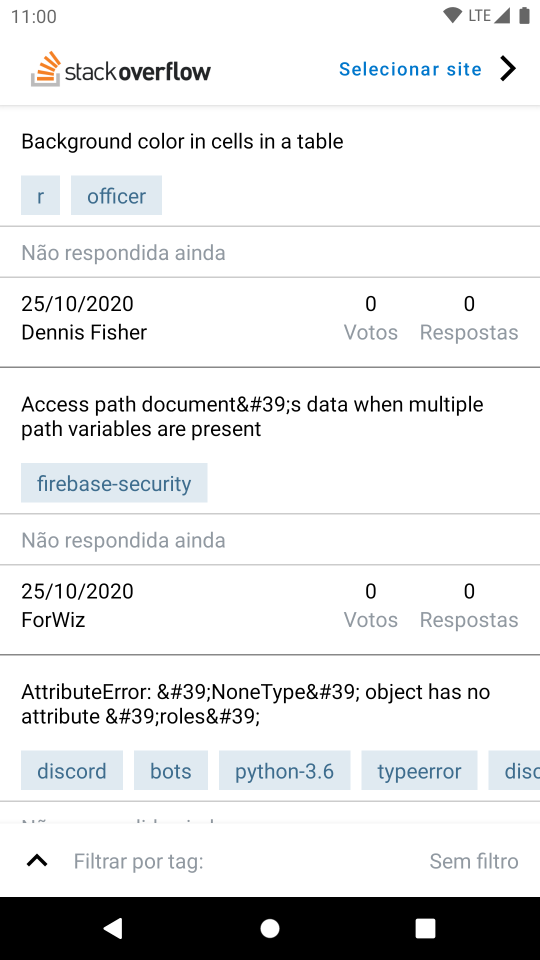 11:00
LTE
stackoverflow
Selecionar site
Background color in cells in a table
r
officer
Não respondida ainda
25/10/2020
0
0
Dennis Fisher
Votos
Respostas
Access path document&#39;s data when multiple
path variables are present
firebase-security
Não respondida ainda
25/10/2020
0
0
ForWiz
Votos
Respostas
AttributeError: &#39;NoneType&#39; object has no
attribute &#39;roles&#39;
discord
bots
python-3.6
typeerror
disc
Filtrar por tag:
Sem filtro